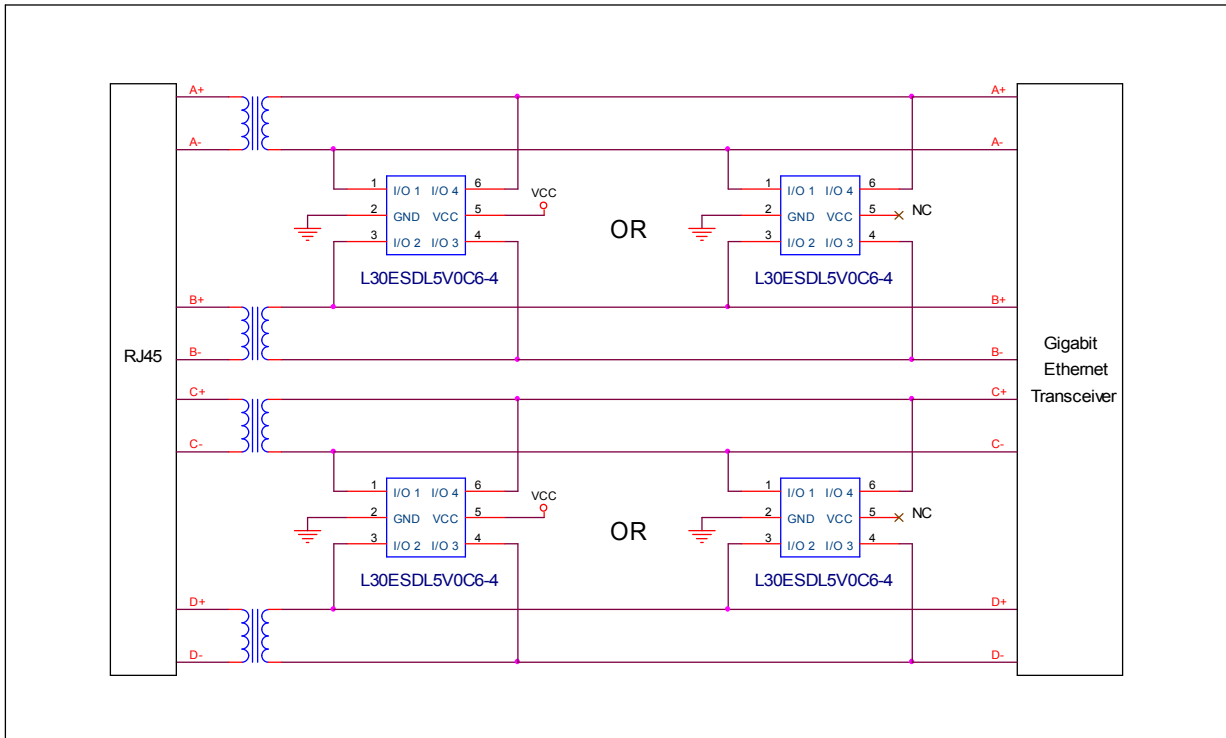 A+ A+
A- A-
1 I/O 1 I/O 4 6 1 I/O 1 I/O 4 6
VCC
2 GND VCC 5 2 GND VCC 5 NC
OR
3 I/O 2 I/O 3 4 3 I/O 2 I/O 3 4
L30ESDL5V0C6-4 L30ESDL5V0C6-4
B+ B+
RJ45
B- B-
Gigabit
Ethernet
Transceiver
C+ C+
C- C-
1 I/O 1 I/O 4 6 1 I/O 1 I/O 4 6
VCC
2 GND VCC 5 2 GND VCC 5 NC
OR
3 I/O 2 I/O 3 4 3 I/O 2 I/O 3 4
L30ESDL5V0C6-4 L30ESDL5V0C6-4
D+ D+
D- D-